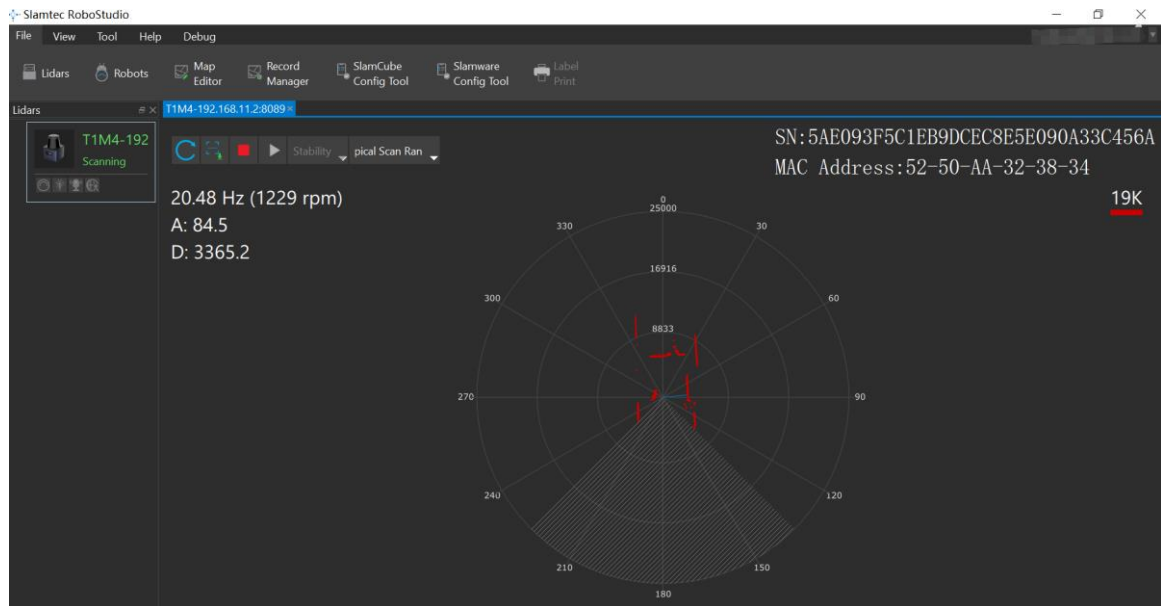 Slamtec RoboStudio
File View Tool Help Debug
Lidars
Robots
Map Editor
Record Manager
SlamCube Config Tool
Slamware Config Tool
Label Print
Lidars
T1M4-192.168.11.2:8089
T1M4-192
Scanning
Stability
pical Scan Ran
SN:5AE093F5C1EB9DCEC8E5E090A33C456A
MAC Address:52-50-AA-32-38-34
19K
20.48 Hz (1229 rpm)
A: 84.5
D: 3365.2
0
25000
330
30
16916
300
60
8833
270
90
240
120
210
150
180